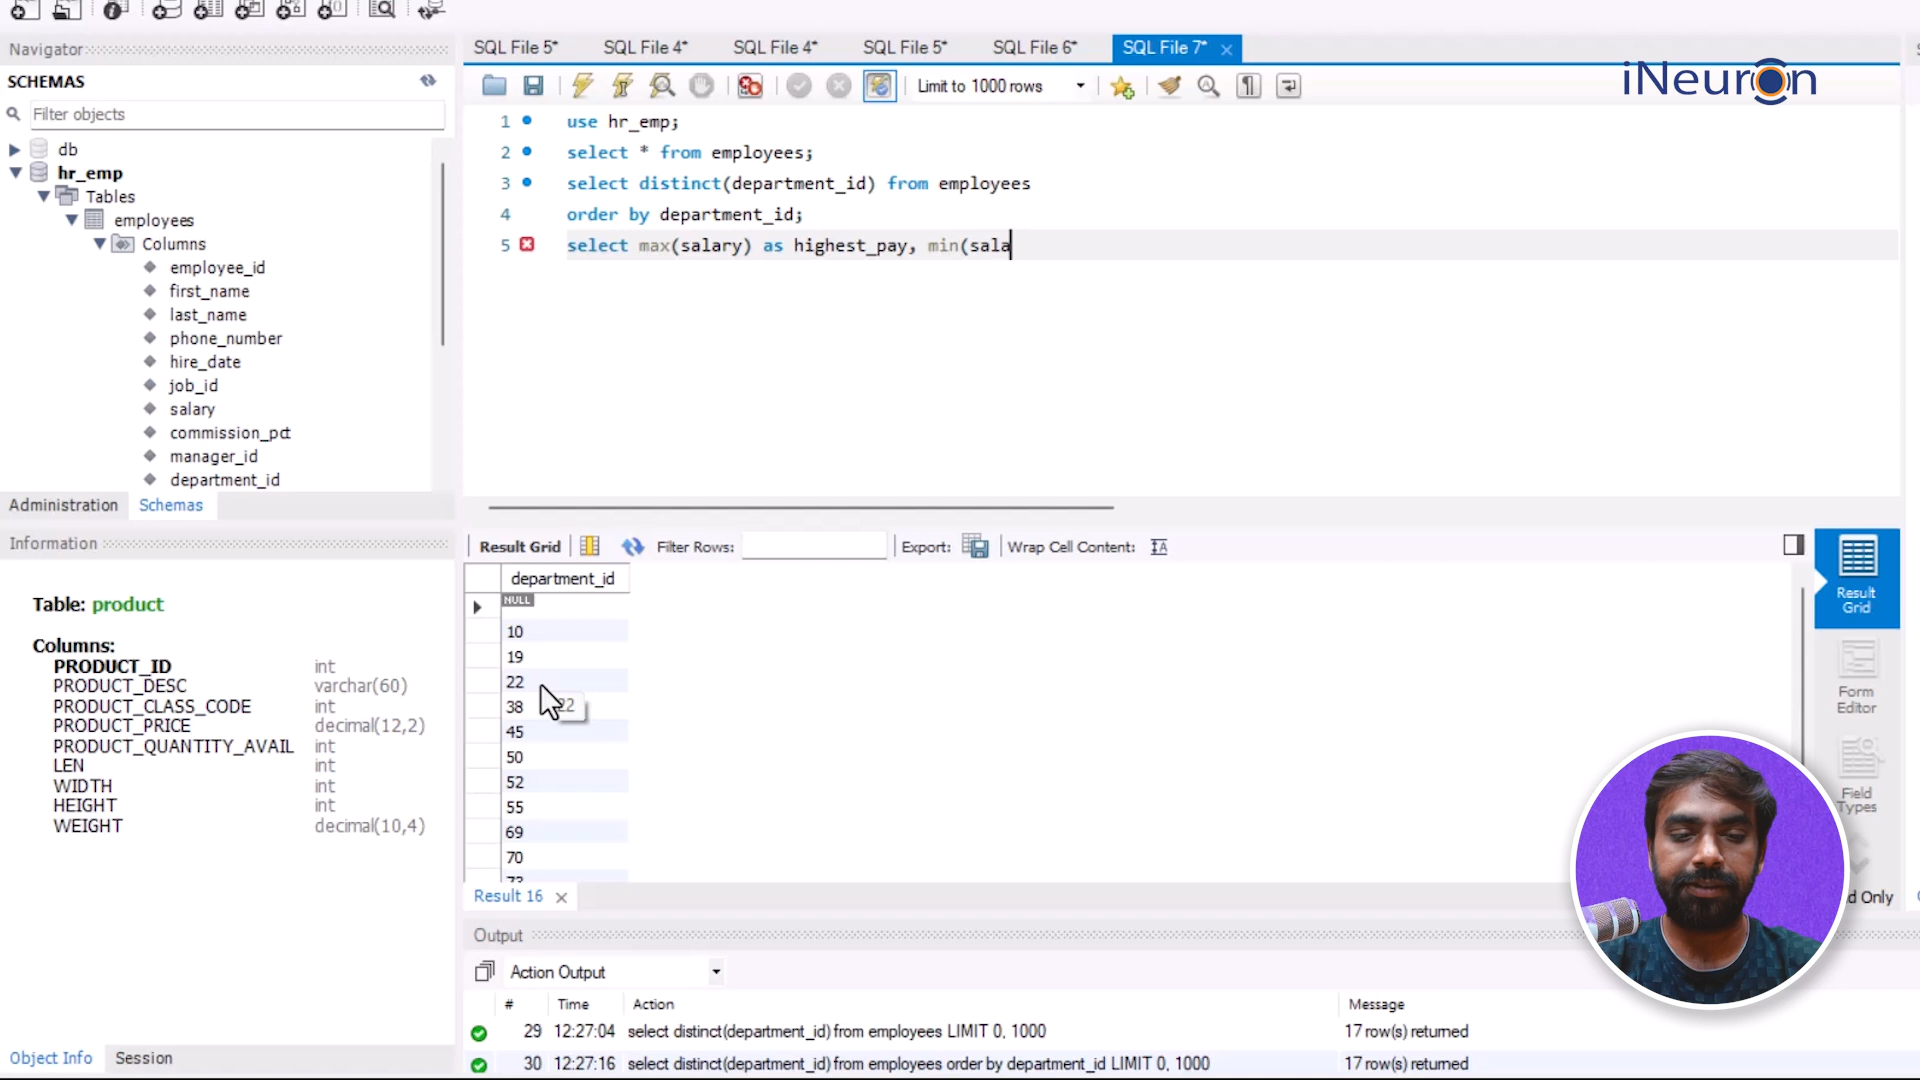 SQL File 5* SQL File 4* SQL File 4* SQL File 5* SQL File 6* SQL File 7*
Navigator
SCHEMAS
Filter objects
db
hr_emp
Tables
employees
Columns
employee_id
first_name
last_name
phone_number
hire_date
job_id
salary
commission_pct
manager_id
department_id
Administration Schemas
Information
Table: product
Columns:
PRODUCT_ID int
PRODUCT_DESC varchar(60)
PRODUCT_CLASS_CODE int
PRODUCT_PRICE decimal(12,2)
PRODUCT_QUANTITY_AVAIL int
LEN int
WIDTH int
HEIGHT int
WEIGHT decimal(10,4)
Object Info Session
Limit to 1000 rows
iNeuron
1 use hr_emp;
2 select * from employees;
3 select distinct(department_id) from employees
4 order by department_id;
5 select max(salary) as highest_pay, min(sala
Result Grid Filter Rows: Export: Wrap Cell Content:
department_id
NULL
10
19
22
38
45
50
52
55
69
70
73
22
Result
Grid
Form
Editor
Field
Types
Only
Result 16
Output
Action Output
# Time Action Message
29 12:27:04 select distinct(department_id) from employees LIMIT 0, 1000 17 row(s) returned
30 12:27:16 select distinct(department_id) from employees order by department_id LIMIT 0, 1000 17 row(s) returned